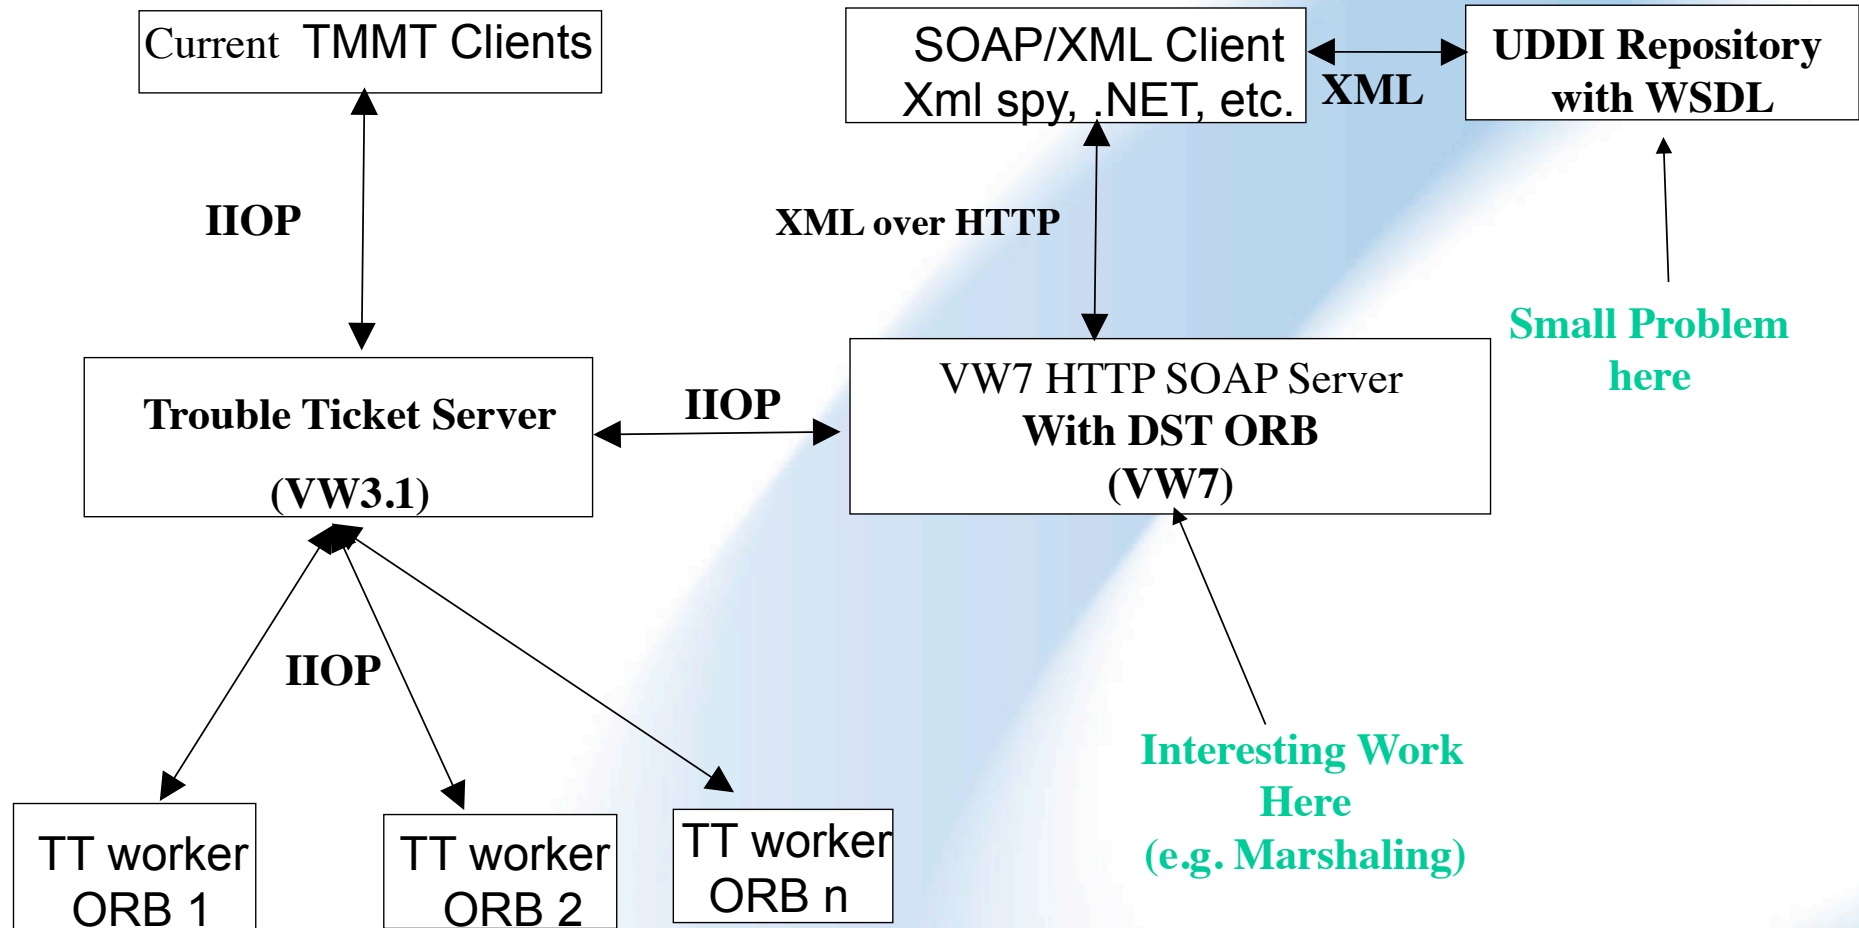 Current TMMT Clients
SOAP/XML Client
Xml spy, .NET, etc.
XML
UDDI Repository
with WSDL
IIOP
XML over HTTP
Small Problem
here
Trouble Ticket Server
(VW3.1)
IIOP
VW7 HTTP SOAP Server
With DST ORB
(VW7)
IIOP
Interesting Work
Here
(e.g. Marshaling)
TT worker
ORB 1
TT worker
ORB 2
TT worker
ORB n